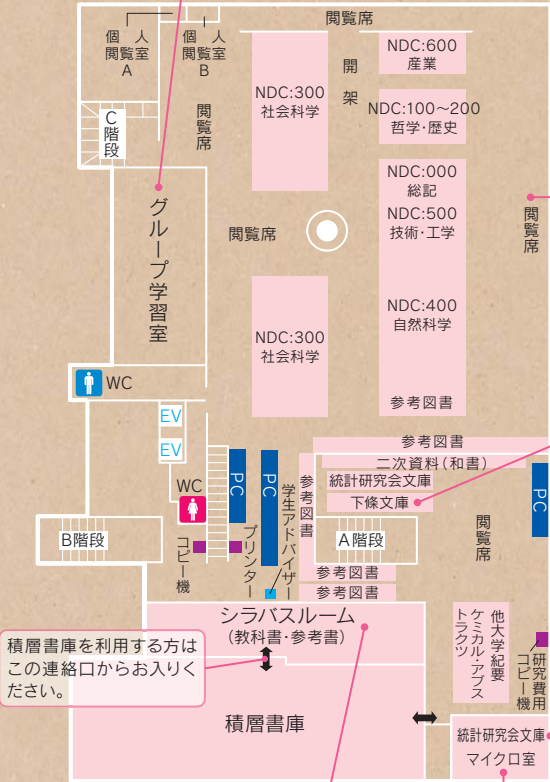 閲覧席
個人
閲覧室
A
個人
閲覧室
B
閲覧席
NDC:300
社会科学
開架
NDC:600
産業
NDC:100～200
哲学・歴史
C階段
NDC:000
総記
NDC:500
技術・工学
閲覧席
グループ学習室
閲覧席
NDC:300
社会科学
NDC:400
自然科学
参考図書
WC
EV
EV
WC
PC
PC
学生アドバイザー
プリンター
コピー機
参考図書
参考図書
二次資料(和書)
統計研究会文庫
下條文庫
PC
閲覧席
A階段
B階段
参考図書
参考図書
シラバスルーム
(教科書・参考書)
他大学紀要
ケミカル・アブス
トラクツ
研究費用
コピー機
積層書庫を利用する方は
この連絡口からお入りく
ださい。
積層書庫
統計研究会文庫
マイクロ室